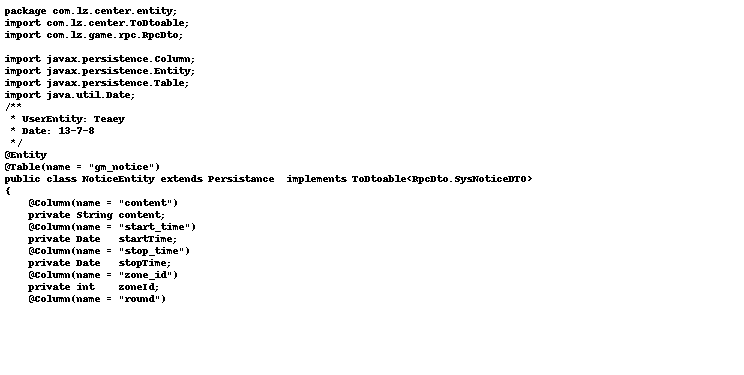 package com.lz.center.entity;
import com.lz.center.ToDtoable;
import com.lz.game.rpc.RpcDto;
import javax.persistence.Column;
import javax.persistence.Entity;
import javax.persistence.Table;
import java.util.Date;
/**
 * UserEntity: Teaey
 * Date: 13-7-8
 */
@Entity
@Table(name = "gm_notice")
public class NoticeEntity extends Persistance  implements ToDtoable<RpcDto.SysNoticeDTO>
{
    @Column(name = "content")
    private String content;
    @Column(name = "start_time")
    private Date   startTime;
    @Column(name = "stop_time")
    private Date   stopTime;
    @Column(name = "zone_id")
    private int    zoneId;
    @Column(name = "round")